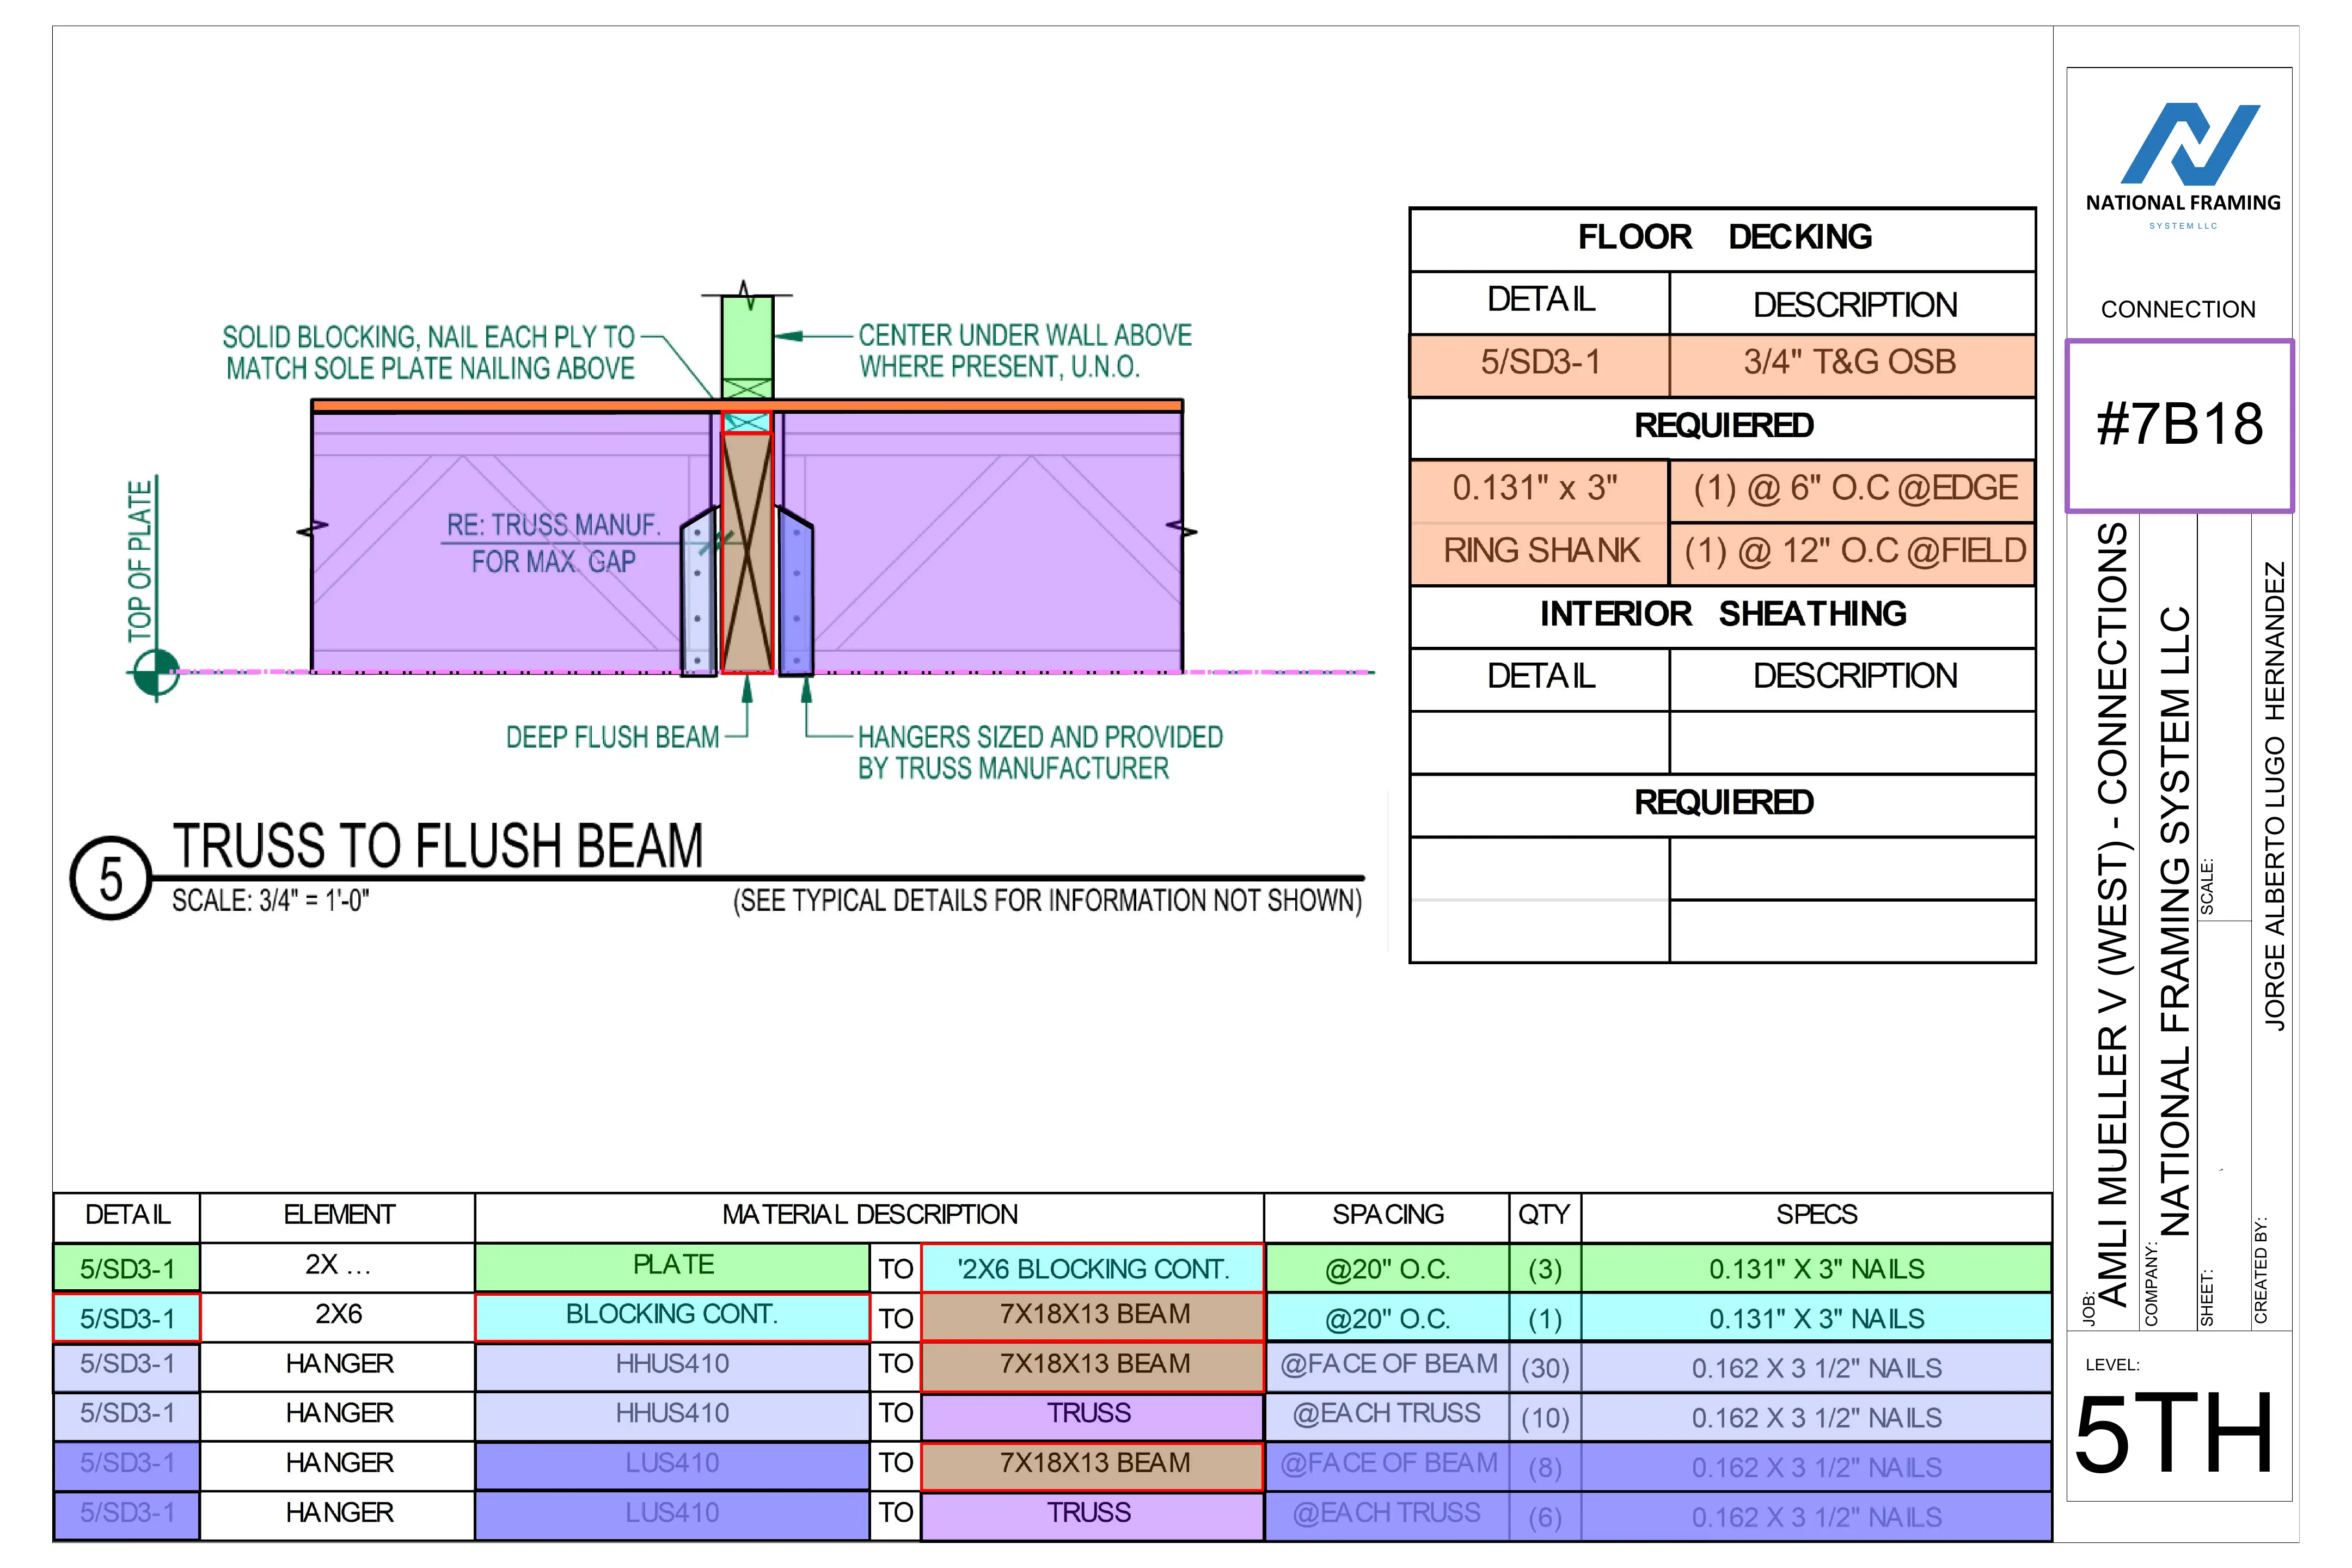 SOLID BLOCKING, NAIL EACH PLY TO
MATCH SOLE PLATE NAILING ABOVE
CENTER UNDER WALL ABOVE
WHERE PRESENT, U.N.O.
TOP OF PLATE
RE: TRUSS MANUF.
FOR MAX. GAP
DEEP FLUSH BEAM
HANGERS SIZED AND PROVIDED
BY TRUSS MANUFACTURER
5
TRUSS TO FLUSH BEAM
SCALE: 3/4" = 1'-0"
(SEE TYPICAL DETAILS FOR INFORMATION NOT SHOWN)
FLOOR DECKING
DETAIL DESCRIPTION
5/SD3-1 3/4" T&G OSB
REQUIERED
0.131" x 3" (1) @ 6" O.C @EDGE
RING SHANK (1) @ 12" O.C @FIELD
INTERIOR SHEATHING
DETAIL DESCRIPTION
REQUIERED
DETAIL ELEMENT MATERIAL DESCRIPTION SPACING QTY SPECS
5/SD3-1 2X ... PLATE TO '2X6 BLOCKING CONT. @20" O.C. (3) 0.131" X 3" NAILS
5/SD3-1 2X6 BLOCKING CONT. TO 7X18X13 BEAM @20" O.C. (1) 0.131" X 3" NAILS
5/SD3-1 HANGER HHUS410 TO 7X18X13 BEAM @FACE OF BEAM (30) 0.162 X 3 1/2" NAILS
5/SD3-1 HANGER HHUS410 TO TRUSS @EACH TRUSS (10) 0.162 X 3 1/2" NAILS
5/SD3-1 HANGER LUS410 TO 7X18X13 BEAM @FACE OF BEAM (8) 0.162 X 3 1/2" NAILS
5/SD3-1 HANGER LUS410 TO TRUSS @EACH TRUSS (6) 0.162 X 3 1/2" NAILS
NATIONAL FRAMING
SYSTEM LLC
CONNECTION
#7B18
JOB:
AMLI MUELLER V (WEST) - CONNECTIONS
COMPANY:
NATIONAL FRAMING SYSTEM LLC
SCALE:
SHEET:
CREATED BY:
JORGE ALBERTO LUGO HERNANDEZ
LEVEL:
5TH